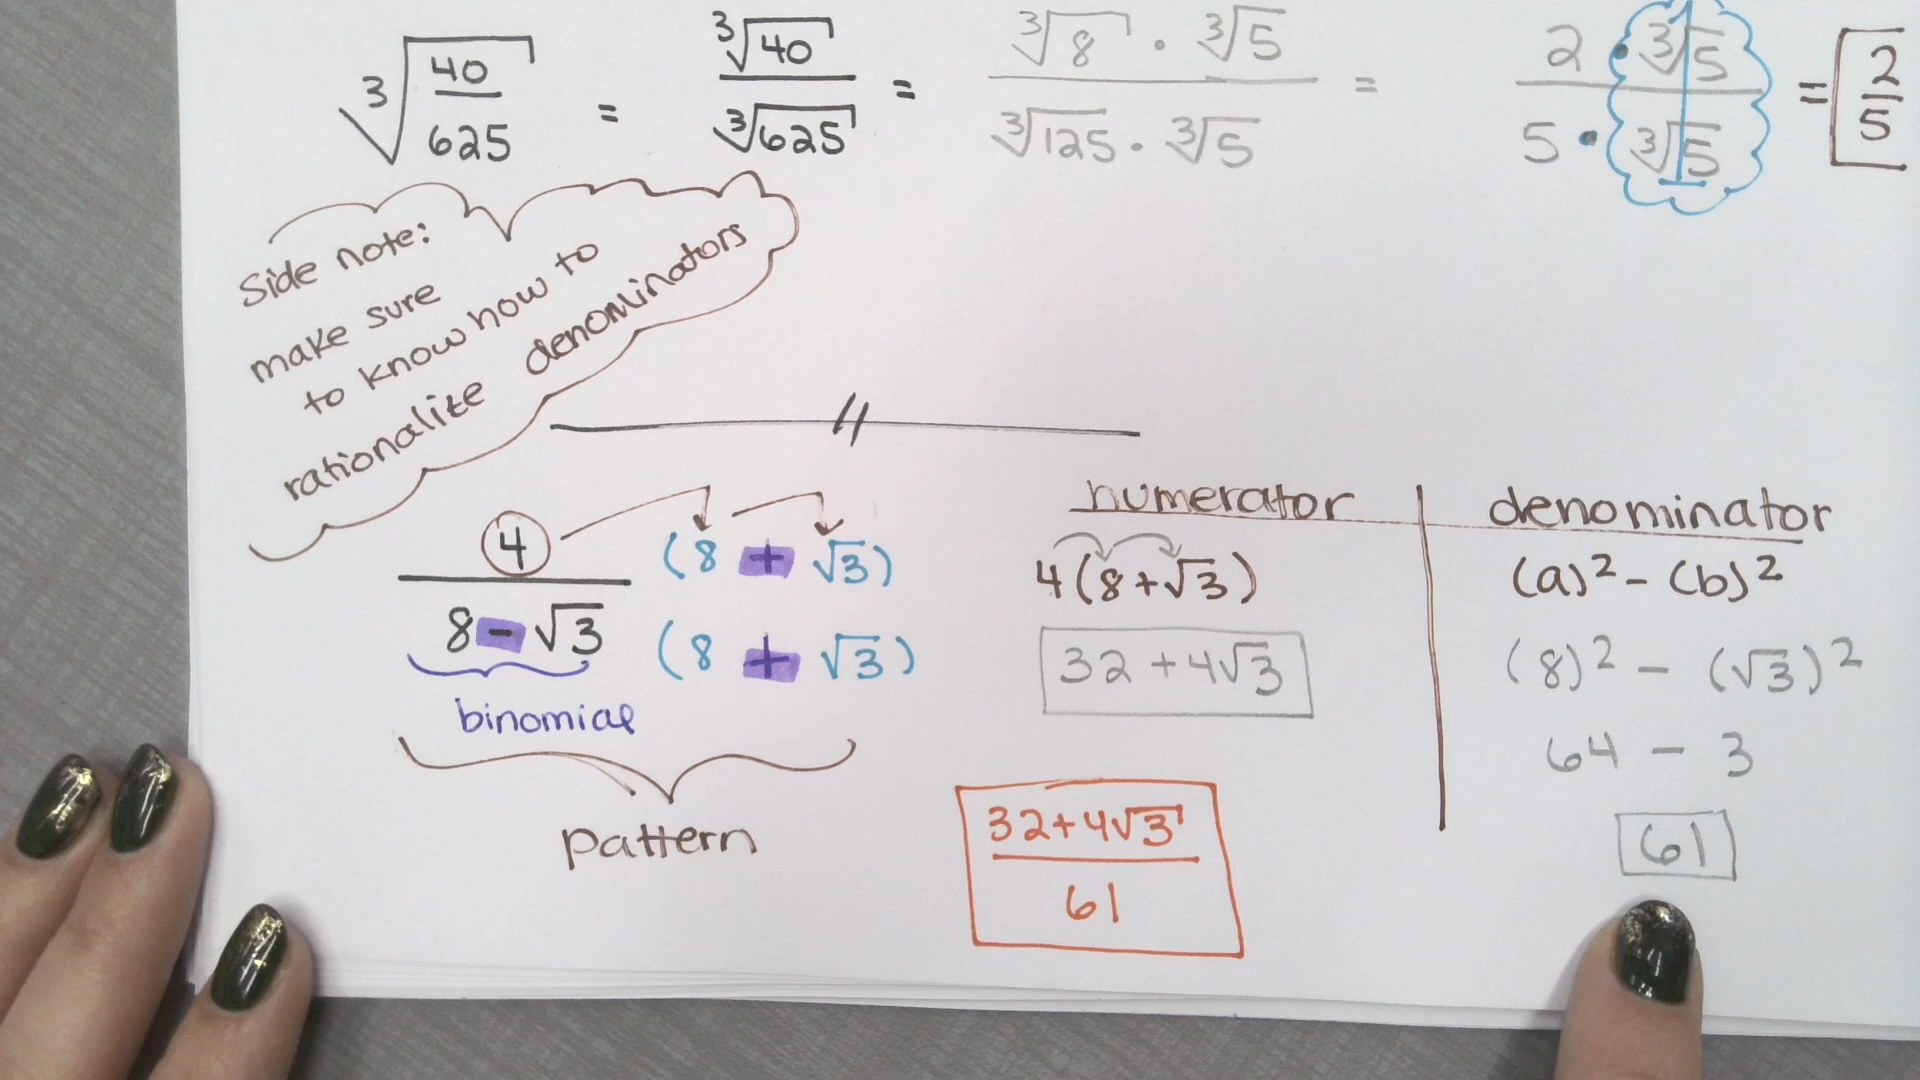 ∛(40/625) = ∛40/∛625 = (∛8 · ∛5)/(∛125 · ∛5) = (2 · ∛5)/(5 · ∛5) = 2/5
Side note:
make sure
to know how to
rationalize denominators
4 (8 + √3)
8 - √3 (8 + √3)
binomial
pattern
numerator
4(8+√3)
32 + 4√3
denominator
(a)² - (b)²
(8)² - (√3)²
64 - 3
61
32+4√3
61